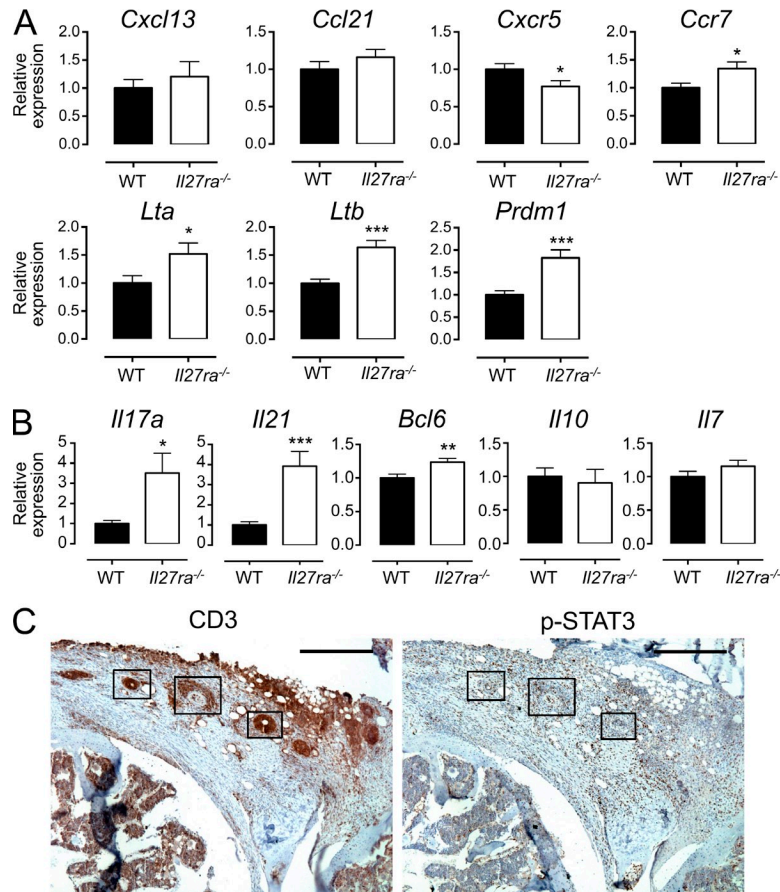 A
Cxcl13 Ccl21 Cxcr5 Ccr7
Relative expression
1.5 1.5 1.5 2.0
1.0 1.0 1.0 1.5
0.5 0.5 0.5 1.0
0.0 0.0 0.0 0.5
0.0
* *
WT Il27ra-/- WT Il27ra-/- WT Il27ra-/- WT Il27ra-/-
Lta Ltb Prdm1
Relative expression
2.0 2.0 2.5
1.5 1.5 2.0
1.0 1.0 1.5
0.5 0.5 1.0
0.0 0.0 0.5
0.0
* *** ***
WT Il27ra-/- WT Il27ra-/- WT Il27ra-/-
B
Il17a Il21 Bcl6 Il10 Il7
Relative expression
5 5 1.5 1.5 1.5
4 4 1.0 1.0 1.0
3 3 0.5 0.5 0.5
2 2 0.0 0.0 0.0
1 1
0 0
* *** **
WT Il27ra-/- WT Il27ra-/- WT Il27ra-/- WT Il27ra-/- WT Il27ra-/-
C
CD3 p-STAT3